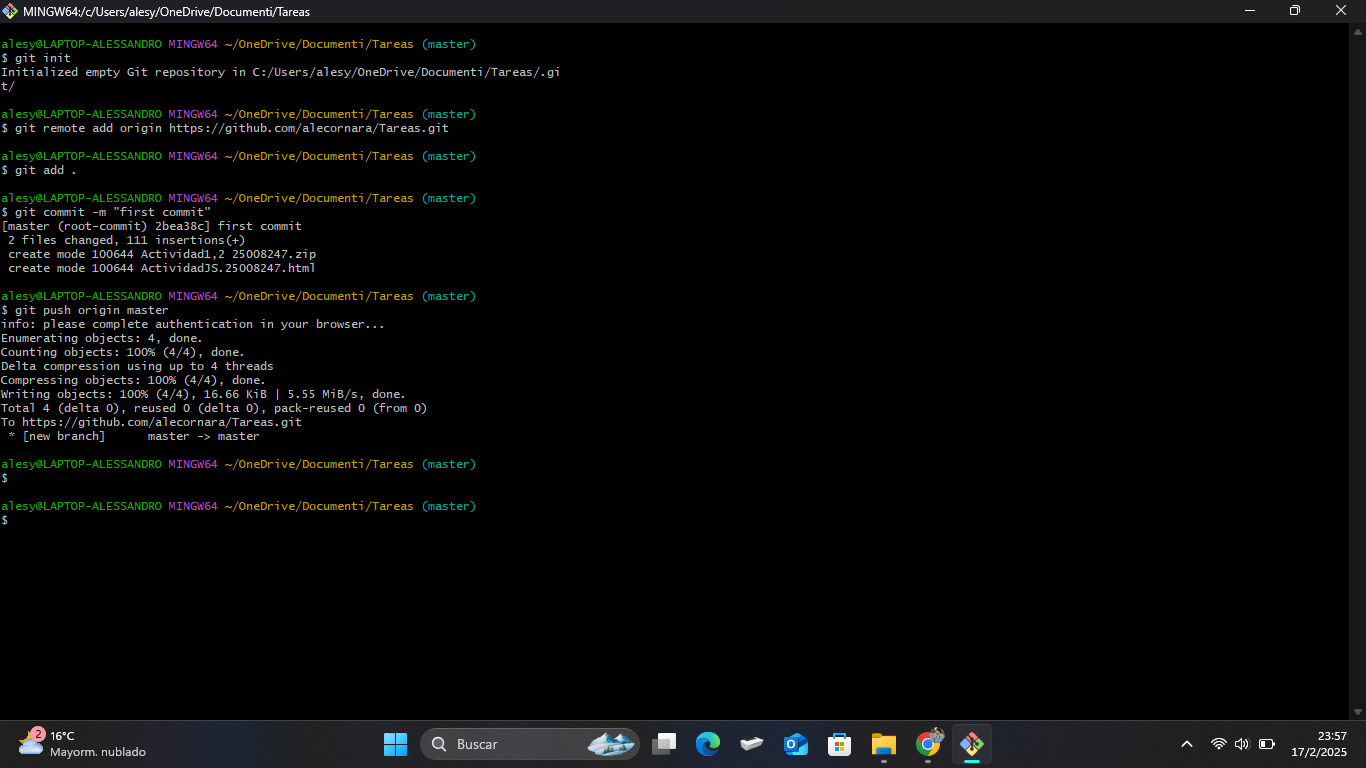 MINGW64:/c/Users/alesy/OneDrive/Documenti/Tareas
alesy@LAPTOP-ALESSANDRO MINGW64 ~/OneDrive/Documenti/Tareas (master)
$ git init
Initialized empty Git repository in C:/Users/alesy/OneDrive/Documenti/Tareas/.gi
t/
alesy@LAPTOP-ALESSANDRO MINGW64 ~/OneDrive/Documenti/Tareas (master)
$ git remote add origin https://github.com/alecornara/Tareas.git
alesy@LAPTOP-ALESSANDRO MINGW64 ~/OneDrive/Documenti/Tareas (master)
$ git add .
alesy@LAPTOP-ALESSANDRO MINGW64 ~/OneDrive/Documenti/Tareas (master)
$ git commit -m "first commit"
[master (root-commit) 2bea38c] first commit
 2 files changed, 111 insertions(+)
 create mode 100644 Actividad1,2 25008247.zip
 create mode 100644 ActividadJS.25008247.html
alesy@LAPTOP-ALESSANDRO MINGW64 ~/OneDrive/Documenti/Tareas (master)
$ git push origin master
info: please complete authentication in your browser...
Enumerating objects: 4, done.
Counting objects: 100% (4/4), done.
Delta compression using up to 4 threads
Compressing objects: 100% (4/4), done.
Writing objects: 100% (4/4), 16.66 KiB | 5.55 MiB/s, done.
Total 4 (delta 0), reused 0 (delta 0), pack-reused 0 (from 0)
To https://github.com/alecornara/Tareas.git
 * [new branch]      master -> master
alesy@LAPTOP-ALESSANDRO MINGW64 ~/OneDrive/Documenti/Tareas (master)
$
alesy@LAPTOP-ALESSANDRO MINGW64 ~/OneDrive/Documenti/Tareas (master)
$
2
16°C
Mayorm. nublado
Buscar
23:57
17/2/2025